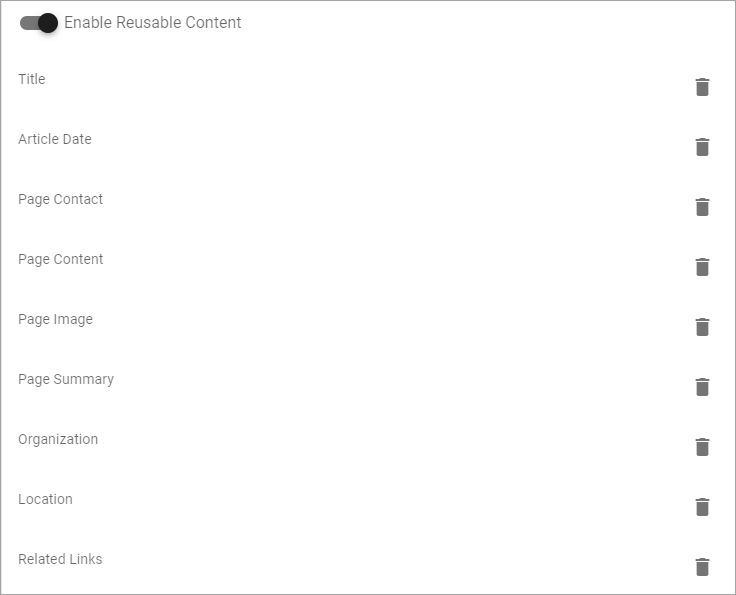 Enable Reusable Content
Title
Article Date
Page Contact
Page Content
Page Image
Page Summary
Organization
Location
Related Links